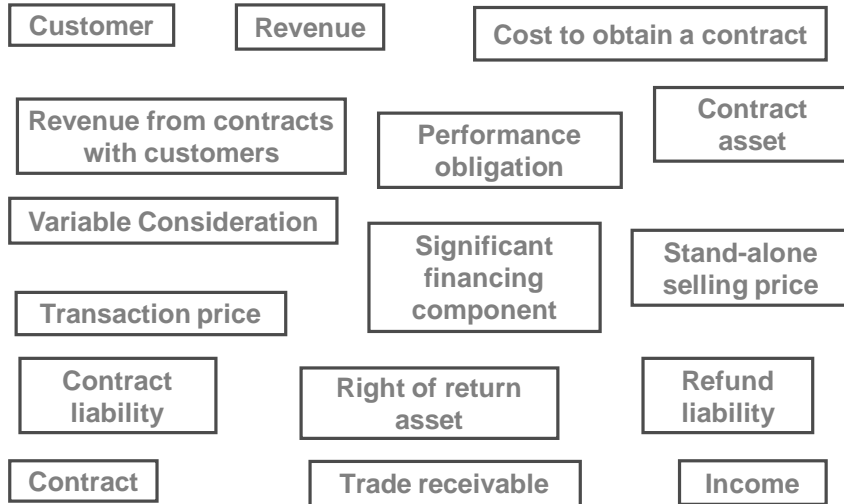 Customer
Revenue
Cost to obtain a contract
Revenue from contracts
with customers
Performance
obligation
Contract
asset
Variable Consideration
Significant
financing
component
Stand-alone
selling price
Transaction price
Contract
liability
Right of return
asset
Refund
liability
Contract
Trade receivable
Income